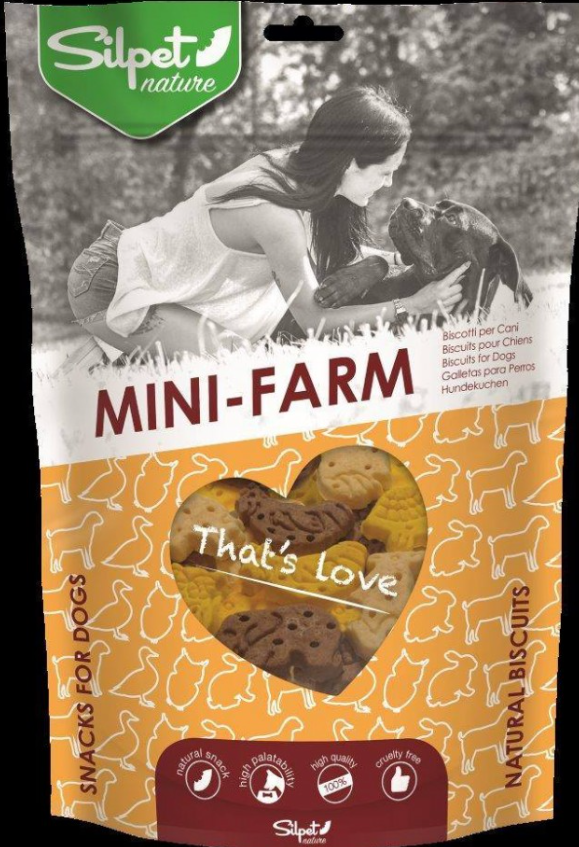 Silpet
nature
Biscotti per Cani
Biscuits pour Chiens
Biscuits for Dogs
Galletas para Perros
Hundekuchen
MINI-FARM
That's Love
SNACKS FOR DOGS
NATURAL BISCUITS
natural snack
high palatability
high quality
100%
cruelty free
Silpet
nature